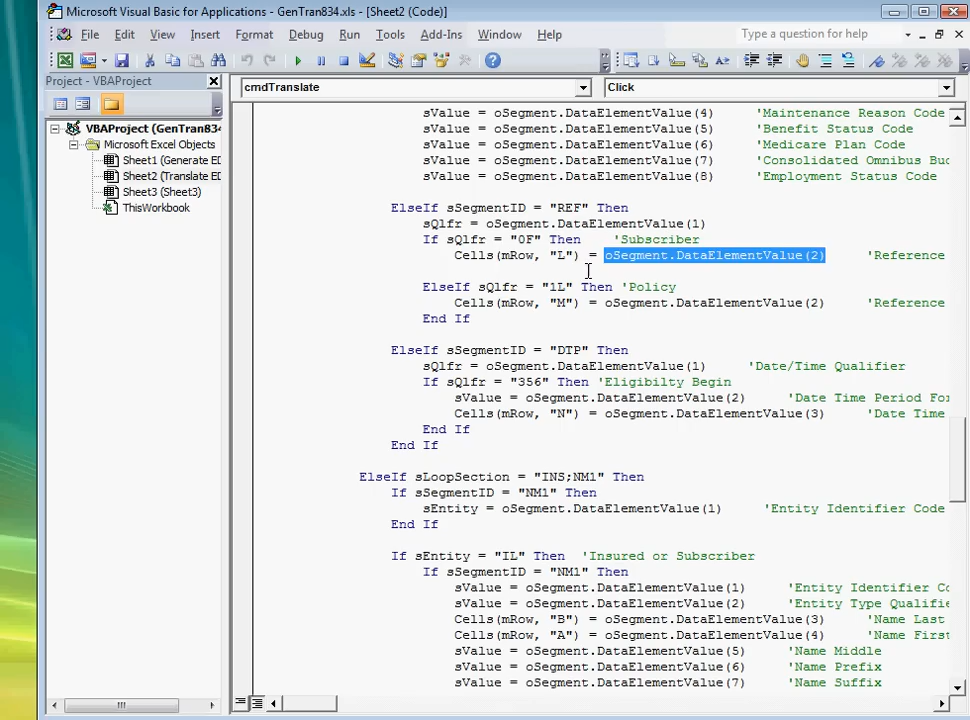 Microsoft Visual Basic for Applications - GenTran834.xls - [Sheet2 (Code)]
File Edit View Insert Format Debug Run Tools Add-Ins Window Help
Type a question for help
Project - VBAProject
cmdTranslate
Click
VBAProject (GenTran834
Microsoft Excel Objects
Sheet1 (Generate ED
Sheet2 (Translate ED
Sheet3 (Sheet3)
ThisWorkbook
sValue = oSegment.DataElementValue(4) 'Maintenance Reason Code
sValue = oSegment.DataElementValue(5) 'Benefit Status Code
sValue = oSegment.DataElementValue(6) 'Medicare Plan Code
sValue = oSegment.DataElementValue(7) 'Consolidated Omnibus Bud
sValue = oSegment.DataElementValue(8) 'Employment Status Code
ElseIf sSegmentID = "REF" Then
sQlfr = oSegment.DataElementValue(1)
If sQlfr = "0F" Then 'Subscriber
Cells(mRow, "L") = oSegment.DataElementValue(2) 'Reference
ElseIf sQlfr = "1L" Then 'Policy
Cells(mRow, "M") = oSegment.DataElementValue(2) 'Reference
End If
ElseIf sSegmentID = "DTP" Then
sQlfr = oSegment.DataElementValue(1) 'Date/Time Qualifier
If sQlfr = "356" Then 'Eligibilty Begin
sValue = oSegment.DataElementValue(2) 'Date Time Period For
Cells(mRow, "N") = oSegment.DataElementValue(3) 'Date Time
End If
End If
ElseIf sLoopSection = "INS;NM1" Then
If sSegmentID = "NM1" Then
sEntity = oSegment.DataElementValue(1) 'Entity Identifier Code
End If
If sEntity = "IL" Then 'Insured or Subscriber
If sSegmentID = "NM1" Then
sValue = oSegment.DataElementValue(1) 'Entity Identifier Co
sValue = oSegment.DataElementValue(2) 'Entity Type Qualifie
Cells(mRow, "B") = oSegment.DataElementValue(3) 'Name Last
Cells(mRow, "A") = oSegment.DataElementValue(4) 'Name First
sValue = oSegment.DataElementValue(5) 'Name Middle
sValue = oSegment.DataElementValue(6) 'Name Prefix
sValue = oSegment.DataElementValue(7) 'Name Suffix